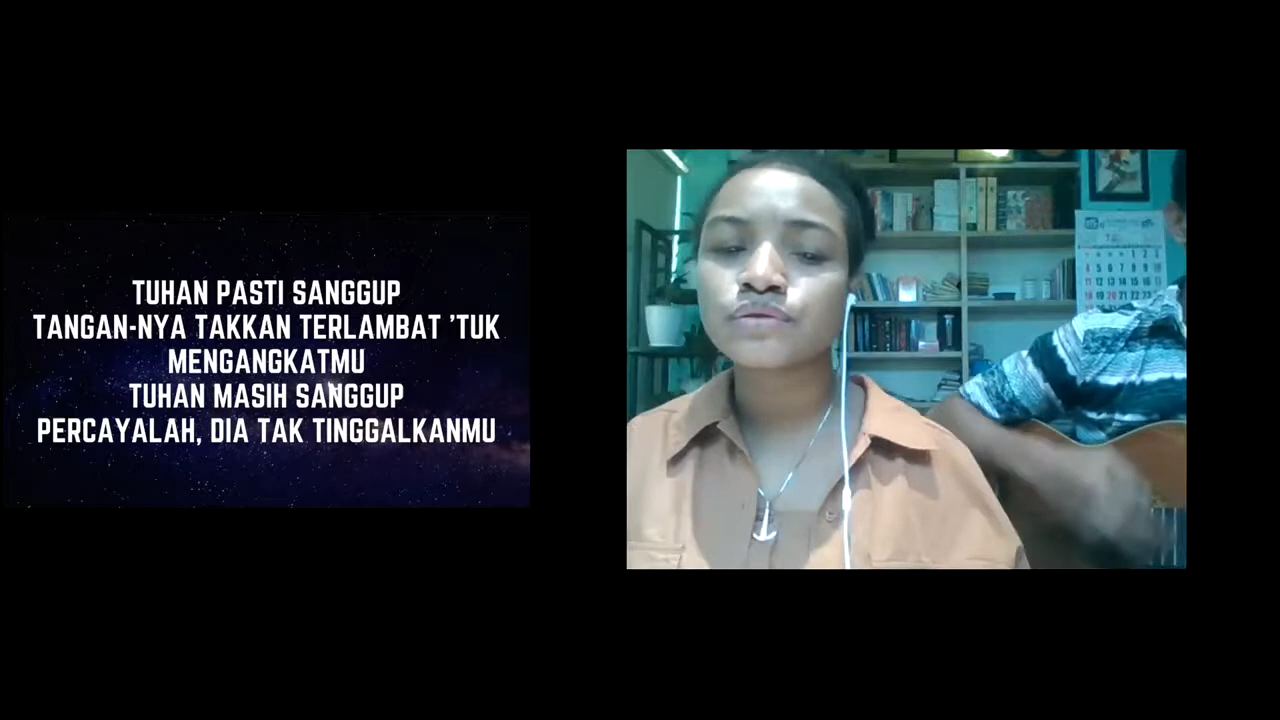 TUHAN PASTI SANGGUP
TANGAN-NYA TAKKAN TERLAMBAT 'TUK
MENGANGKATMU
TUHAN MASIH SANGGUP
PERCAYALAH, DIA TAK TINGGALKANMU